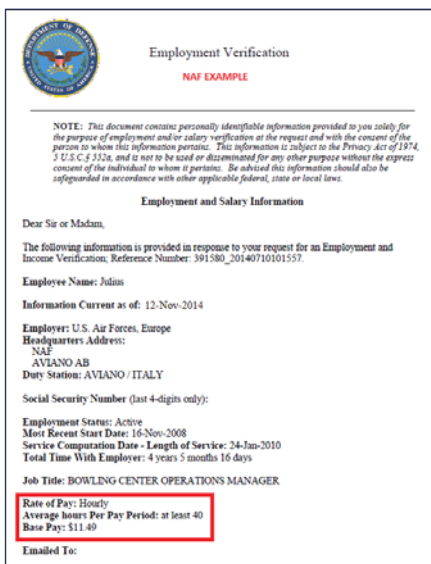 DEPARTMENT OF DEFENSE
UNITED STATES OF AMERICA
Employment Verification
NAF EXAMPLE
NOTE: This document contains personally identifiable information provided to you solely for
the purpose of employment and/or salary verification at the request and with the consent of the
person to whom this information pertains. This information is subject to the Privacy Act of 1974,
5 U.S.C.§ 552a, and is not to be used or disseminated for any other purpose without the express
consent of the individual to whom it pertains. Be advised this information should also be
safeguarded in accordance with other applicable federal, state or local laws.
Employment and Salary Information
Dear Sir or Madam,
The following information is provided in response to your request for an Employment and
Income Verification; Reference Number: 391580_20140710101557.
Employee Name: Julius
Information Current as of: 12-Nov-2014
Employer: U.S. Air Forces, Europe
Headquarters Address:
NAF
AVIANO AB
Duty Station: AVIANO / ITALY
Social Security Number (last 4-digits only):
Employment Status: Active
Most Recent Start Date: 16-Nov-2008
Service Computation Date - Length of Service: 24-Jan-2010
Total Time With Employer: 4 years 5 months 16 days
Job Title: BOWLING CENTER OPERATIONS MANAGER
Rate of Pay: Hourly
Average hours Per Pay Period: at least 40
Base Pay: $11.49
Emailed To: